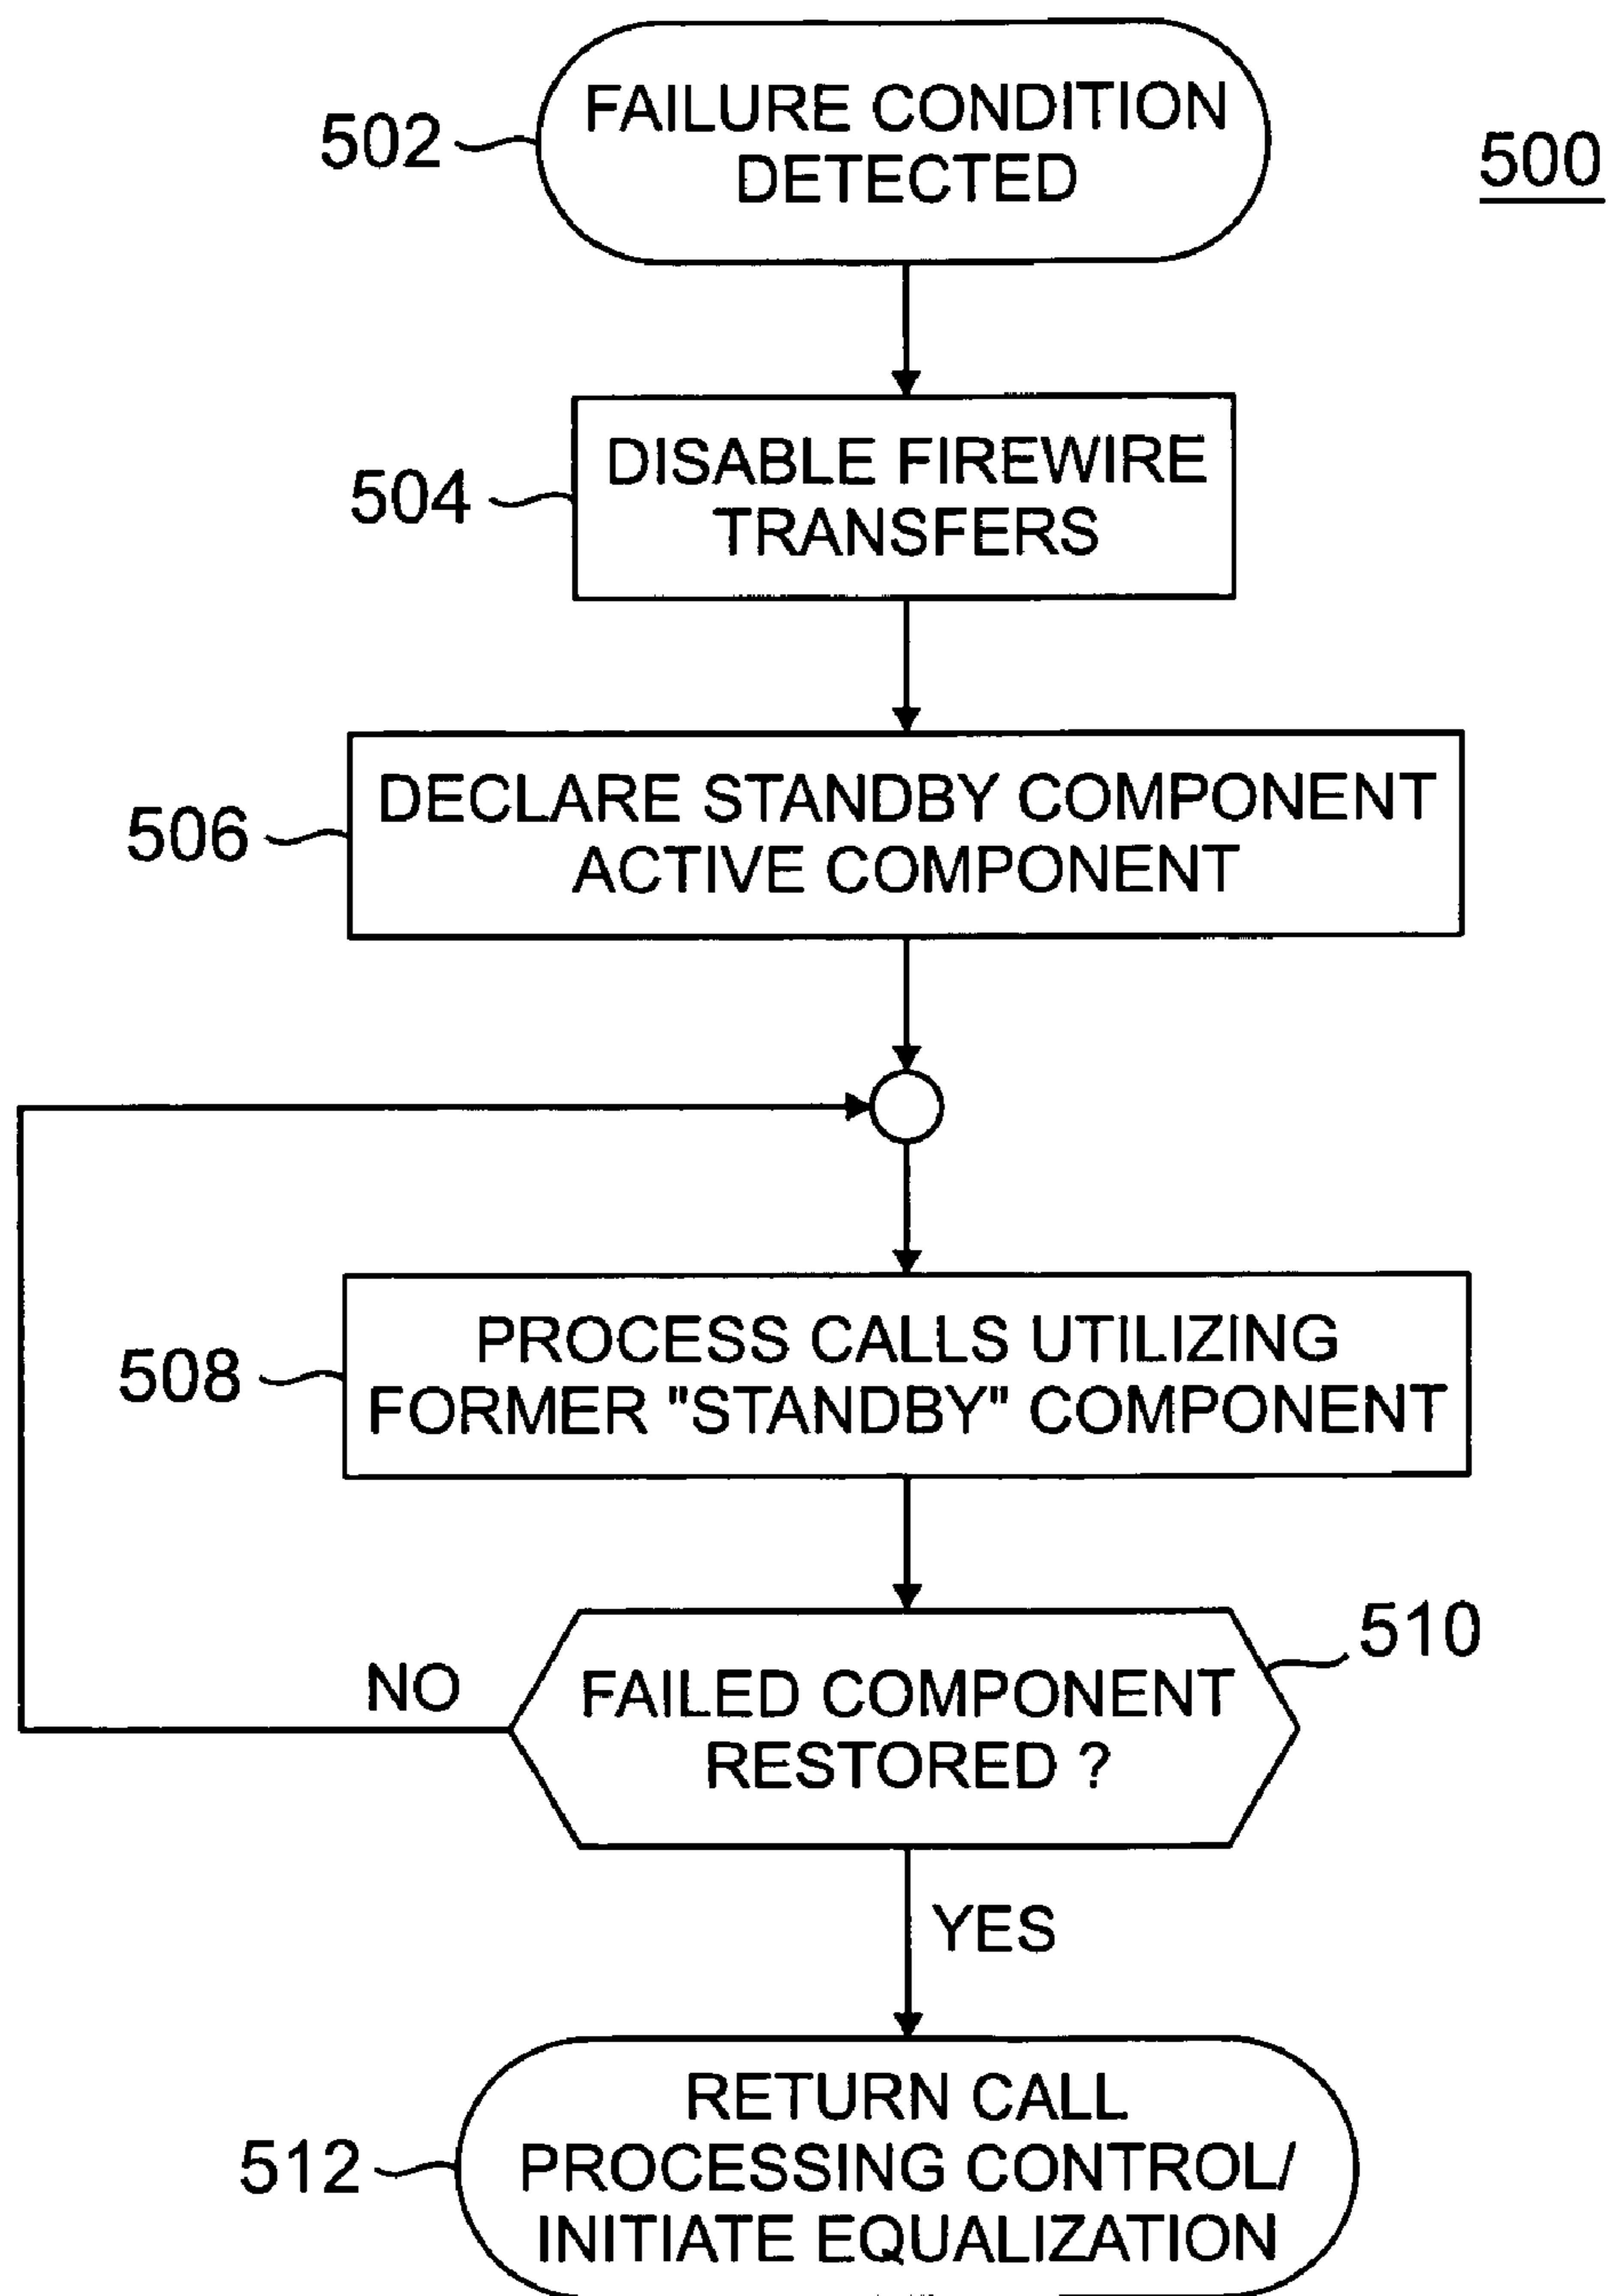 FAILURE CONDITION
DETECTED
502
500
DISABLE FIREWIRE
TRANSFERS
504
DECLARE STANDBY COMPONENT
ACTIVE COMPONENT
506
PROCESS CALLS UTILIZING
FORMER "STANDBY" COMPONENT
508
510
NO
FAILED COMPONENT
RESTORED ?
YES
RETURN CALL
PROCESSING CONTROL/
INITIATE EQUALIZATION
512